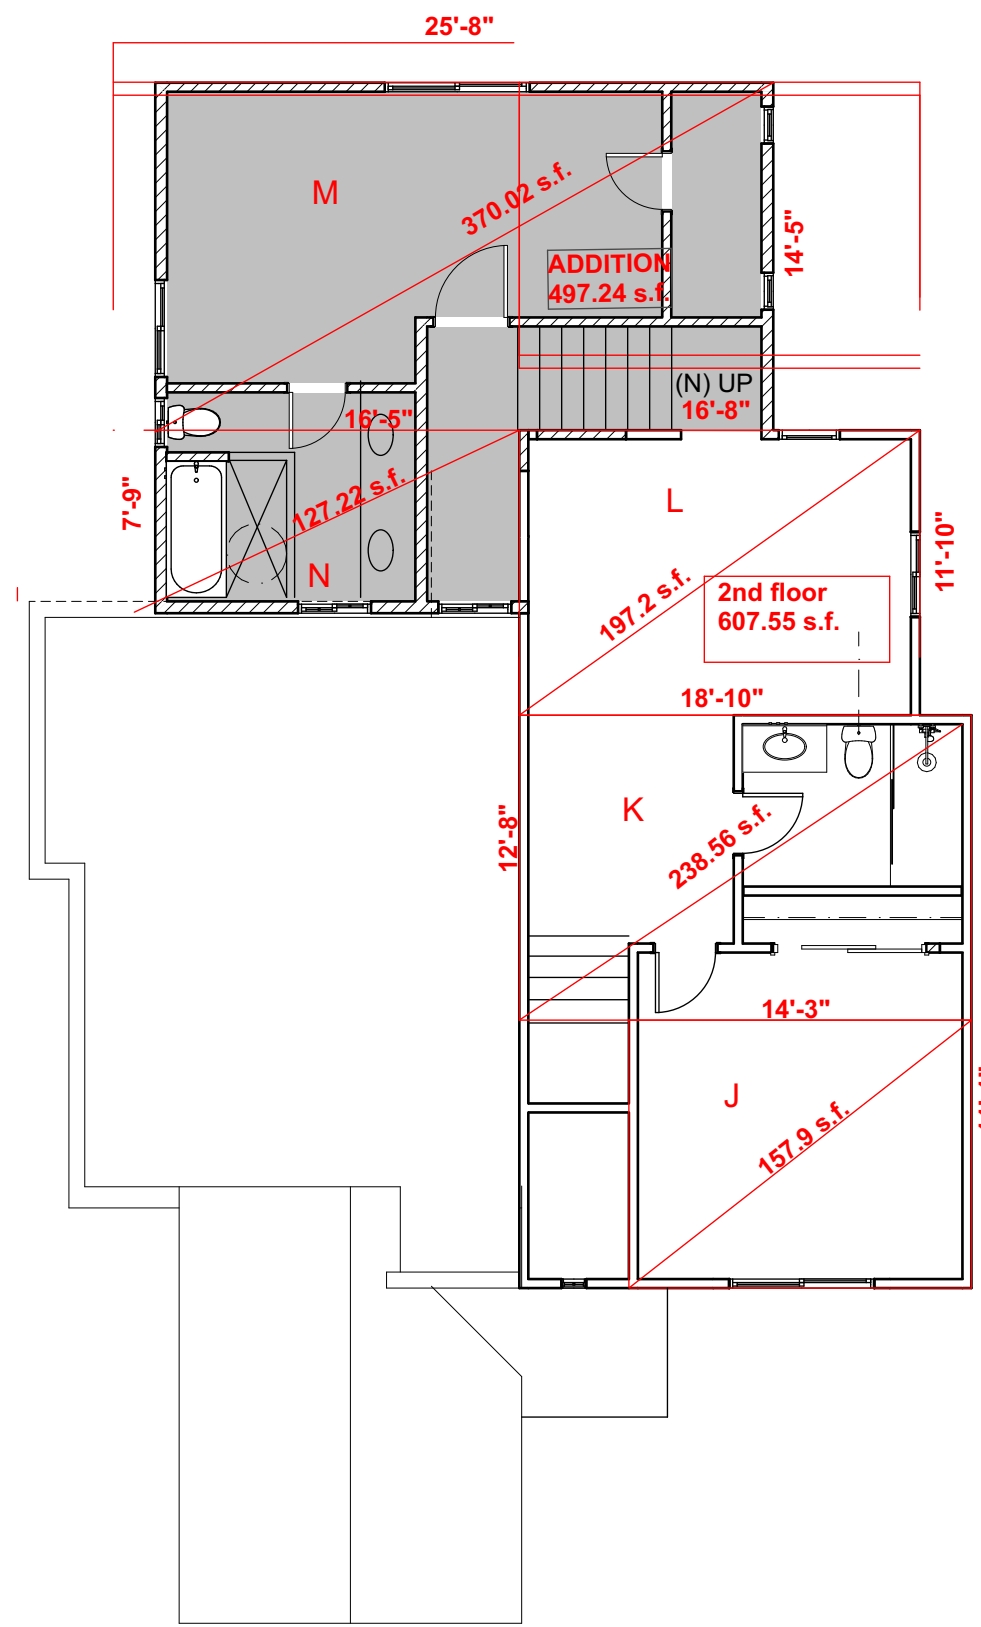 25'-8"
M
370.02 s.f.
14'-5"
ADDITION
497.24 s.f.
(N) UP
16'-8"
16'-5"
7'-9"
127.22 s.f.
N
L
11'-10"
197.2 s.f.
2nd floor
607.55 s.f.
18'-10"
K
12'-8"
238.56 s.f.
14'-3"
J
157.9 s.f.